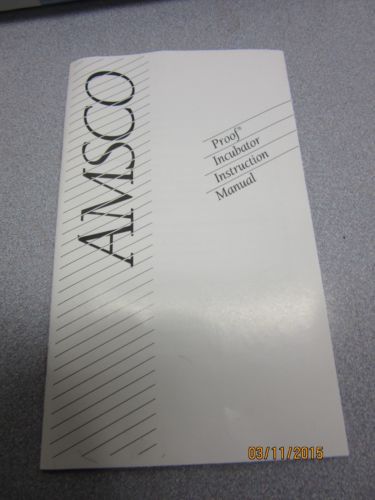 AMSCO
Proof®
Incubator
Instruction
Manual
03/11/2015